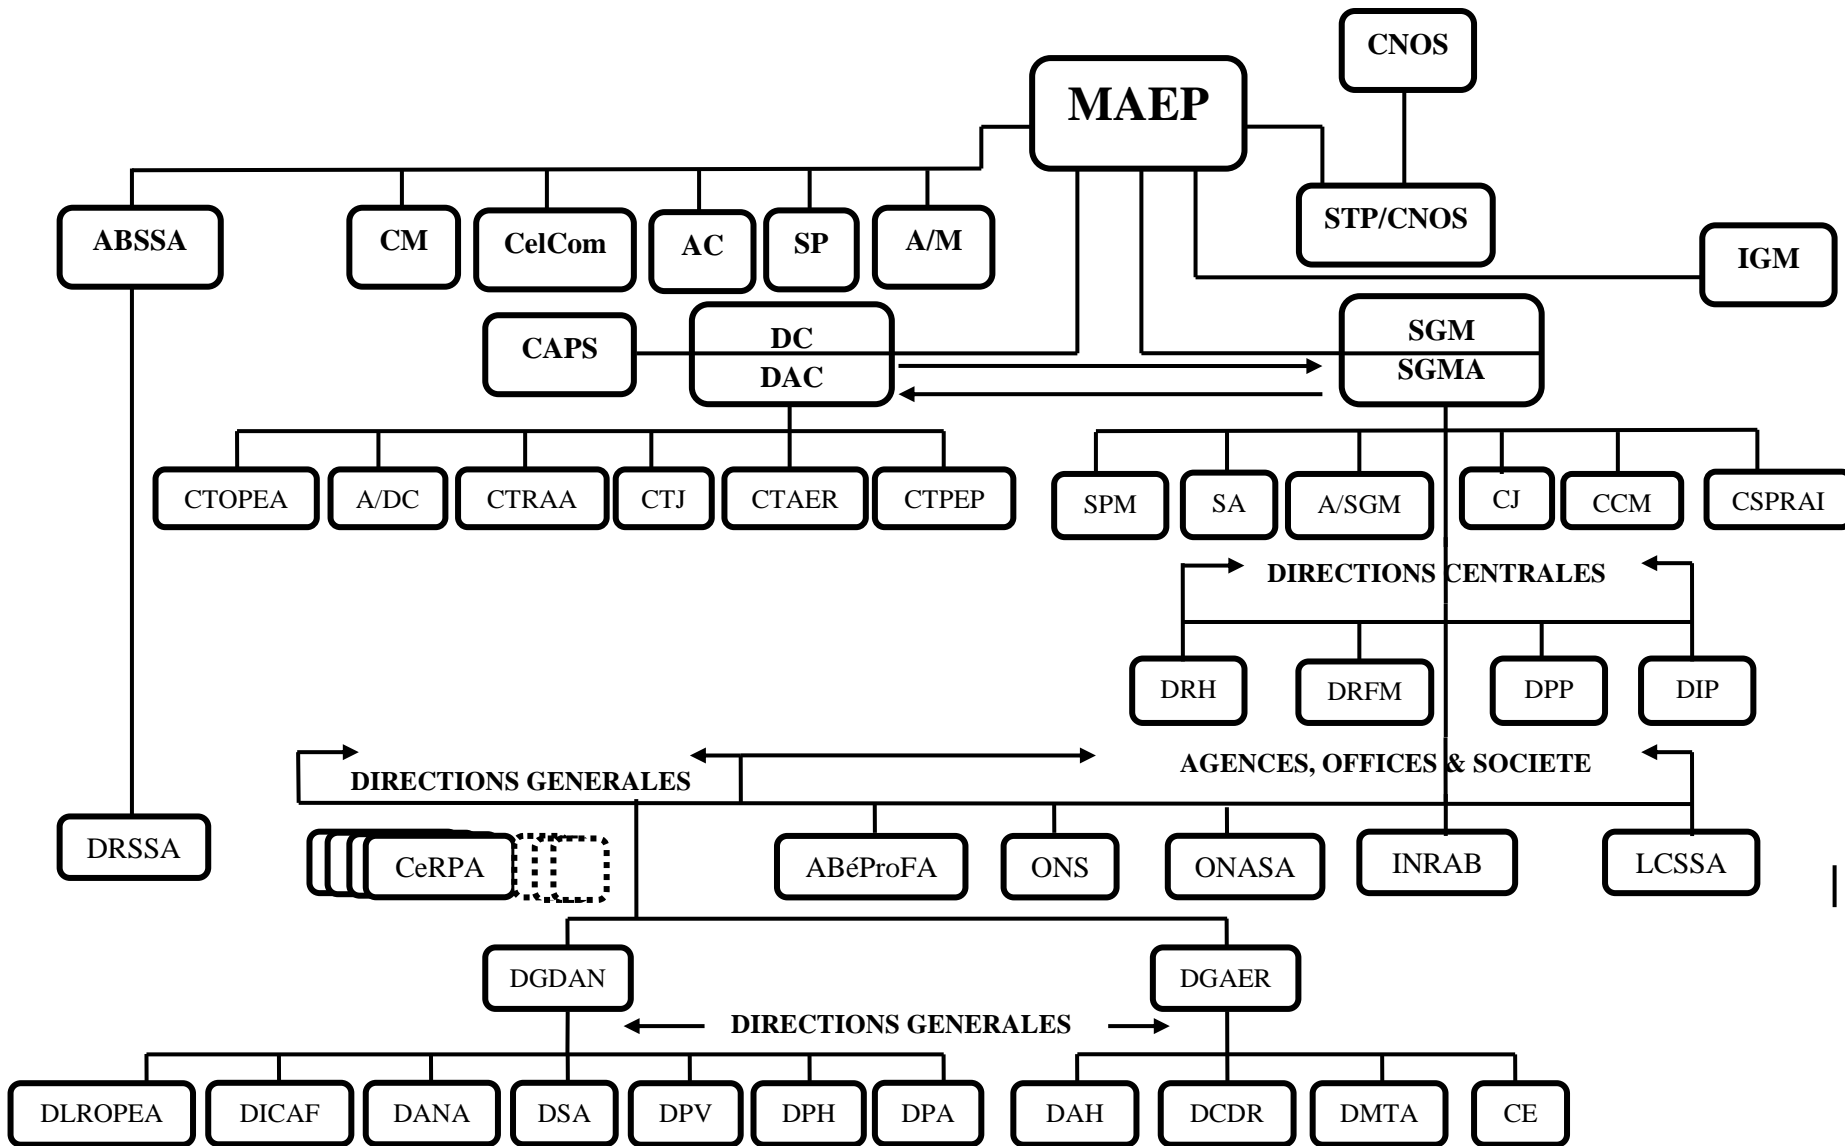 CNOS
MAEP
ABSSA
CM
CelCom
AC
SP
A/M
STP/CNOS
IGM
CAPS
DC
DAC
SGM
SGMA
CTOPEA
A/DC
CTRAA
CTJ
CTAER
CTPEP
SPM
SA
A/SGM
CJ
CCM
CSPRAI
DIRECTIONS CENTRALES
DRH
DRFM
DPP
DIP
DIRECTIONS GENERALES
AGENCES, OFFICES & SOCIETE
DRSSA
CeRPA
ABéProFA
ONS
ONASA
INRAB
LCSSA
DGDAN
DGAER
DIRECTIONS GENERALES
DLROPEA
DICAF
DANA
DSA
DPV
DPH
DPA
DAH
DCDR
DMTA
CE